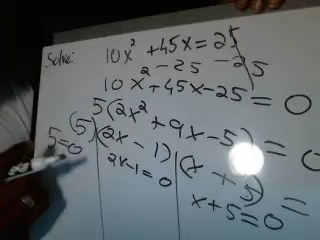 Solve: 10x² + 45x = 25
- 25 - 25
10x² + 45x - 25 = 0
5(2x² + 9x - 5) = 0
(5)(2x - 1)(x + 5) =
5 = 0 2x - 1 = 0 x + 5 = 0